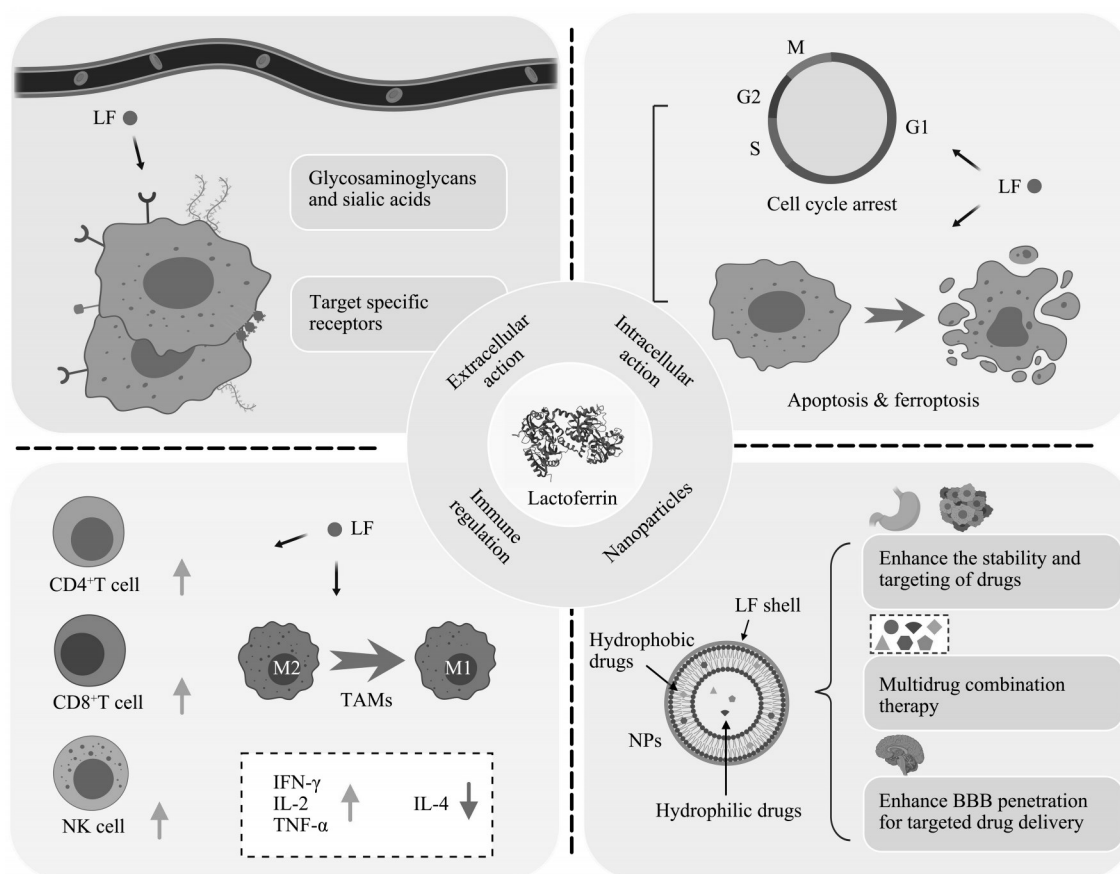 LF
Glycosaminoglycans
and sialic acids
Target specific
receptors
M
G2
G1
S
LF
Cell cycle arrest
Apoptosis & ferroptosis
Extracellular
action
Intracellular
action
Lactoferrin
Immune
regulation
Nanoparticles
LF
CD4⁺T cell
CD8⁺T cell
M2
M1
TAMs
NK cell
IFN-γ
IL-2
TNF-α
IL-4
LF shell
Hydrophobic
drugs
NPs
Hydrophilic drugs
Enhance the stability and
targeting of drugs
Multidrug combination
therapy
Enhance BBB penetration
for targeted drug delivery